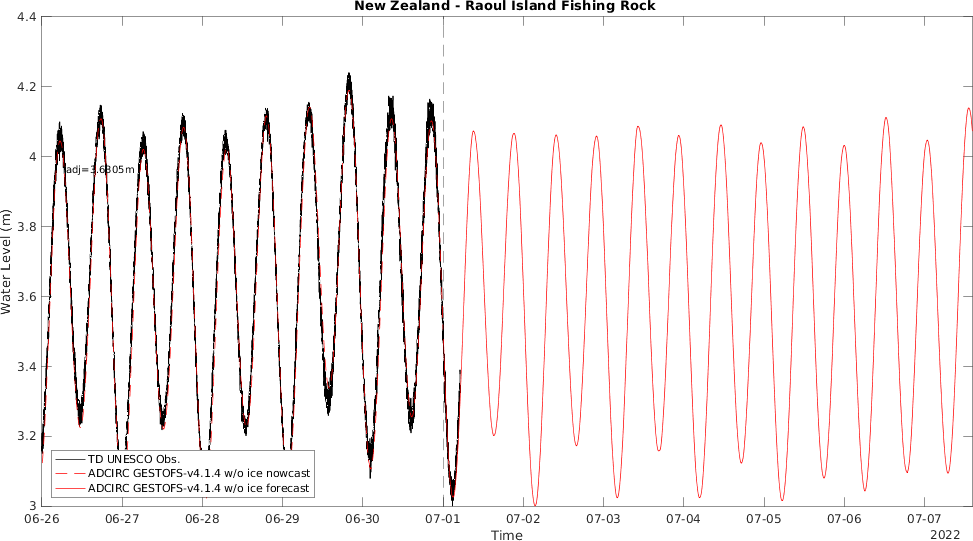 New Zealand - Raoul Island Fishing Rock
4.4
4.2
4
3.8
3.6
3.4
3.2
3
Water Level (m)
adj=3.6305m
TD UNESCO Obs.
ADCIRC GESTOFS-v4.1.4 w/o ice nowcast
ADCIRC GESTOFS-v4.1.4 w/o ice forecast
06-26 06-27 06-28 06-29 06-30 07-01 07-02 07-03 07-04 07-05 07-06 07-07
Time
2022